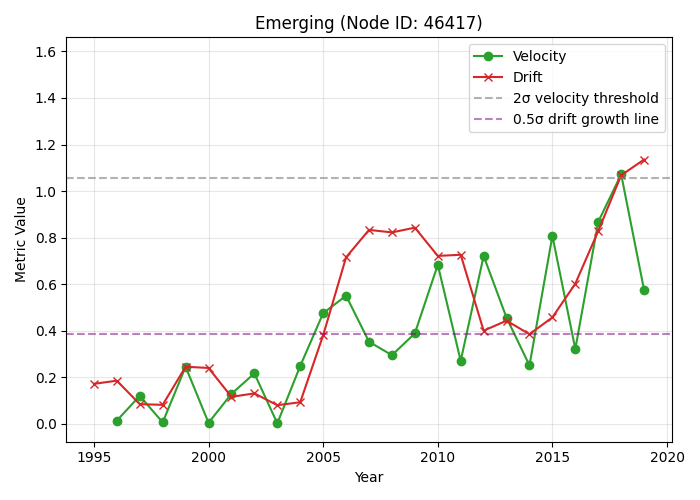 Emerging (Node ID: 46417)
Velocity
Drift
2σ velocity threshold
0.5σ drift growth line
Metric Value
1.6
1.4
1.2
1.0
0.8
0.6
0.4
0.2
0.0
1995 2000 2005 2010 2015 2020
Year